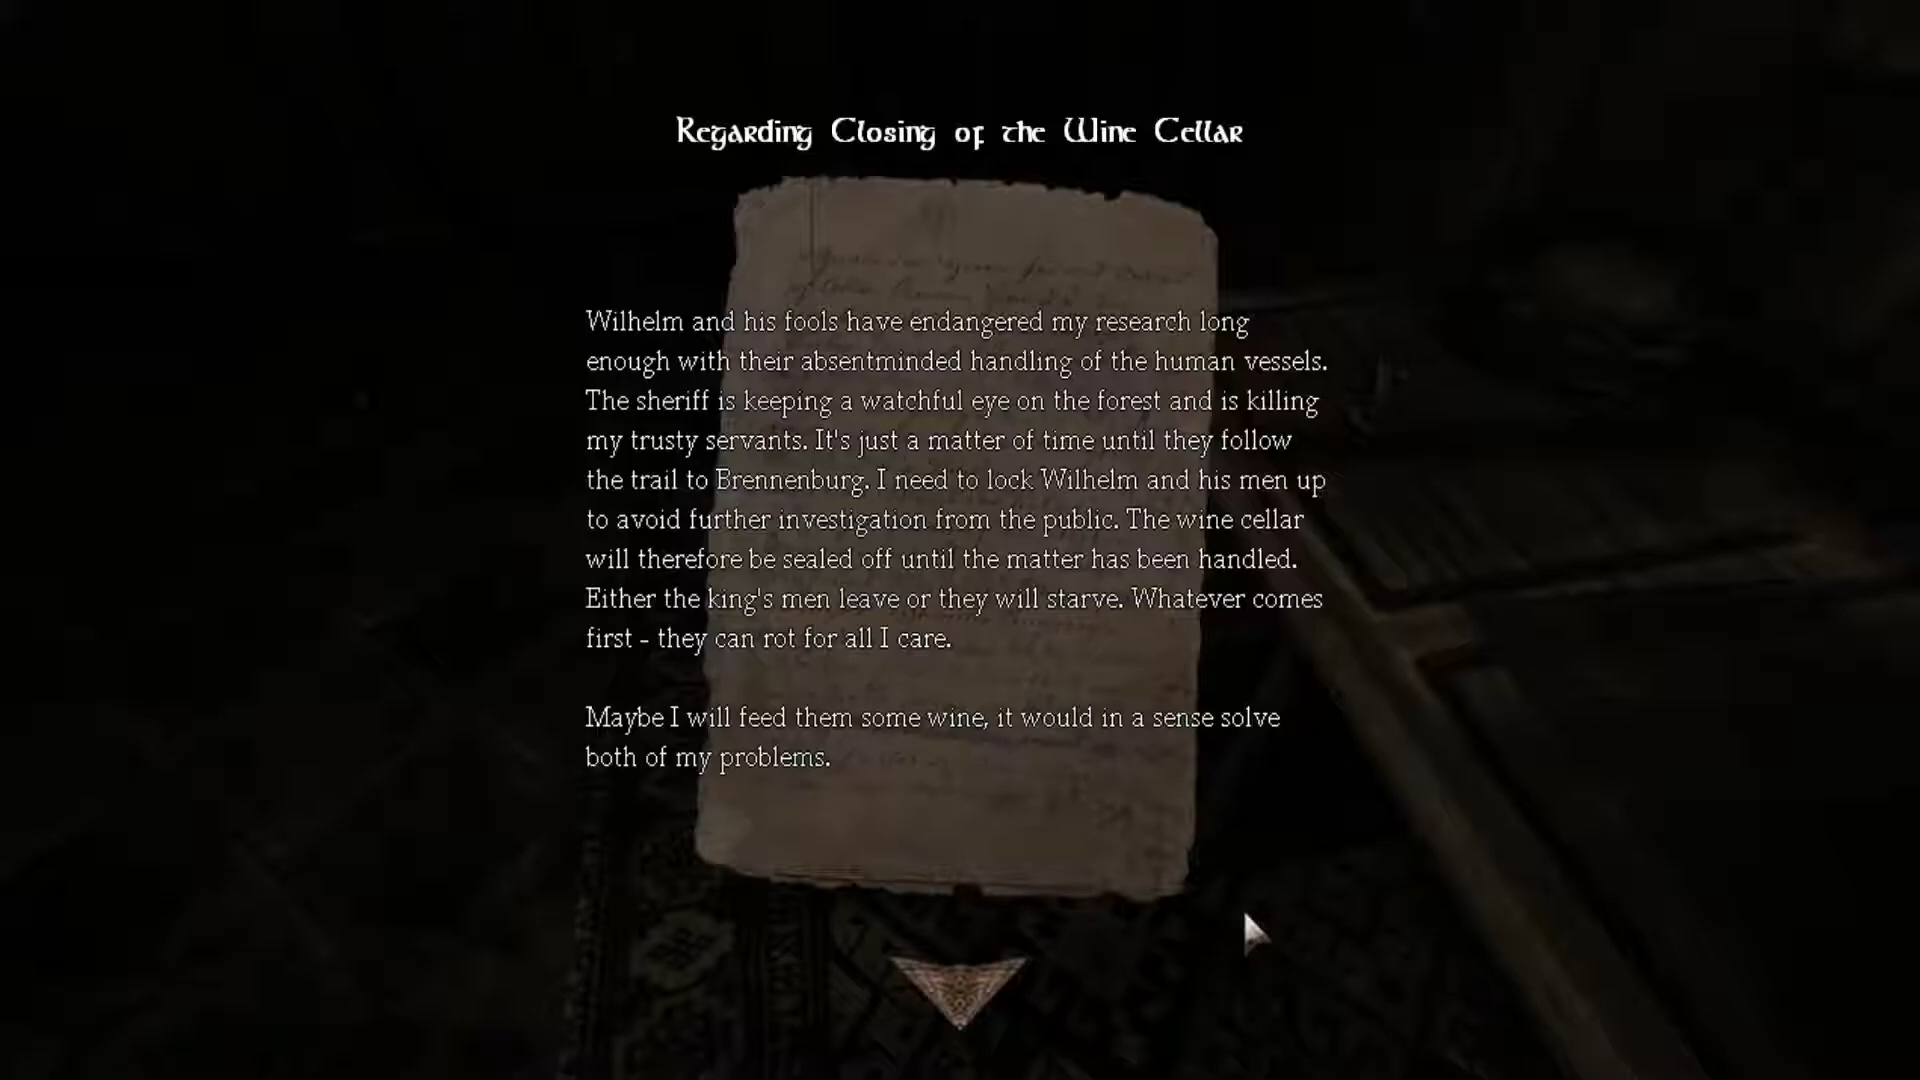 Regarding Closing of the Wine Cellar
Wilhelm and his fools have endangered my research long
enough with their absentminded handling of the human vessels.
The sheriff is keeping a watchful eye on the forest and is killing
my trusty servants. It's just a matter of time until they follow
the trail to Brennenburg. I need to lock Wilhelm and his men up
to avoid further investigation from the public. The wine cellar
will therefore be sealed off until the matter has been handled.
Either the king's men leave or they will starve. Whatever comes
first - they can rot for all I care.
Maybe I will feed them some wine, it would in a sense solve
both of my problems.